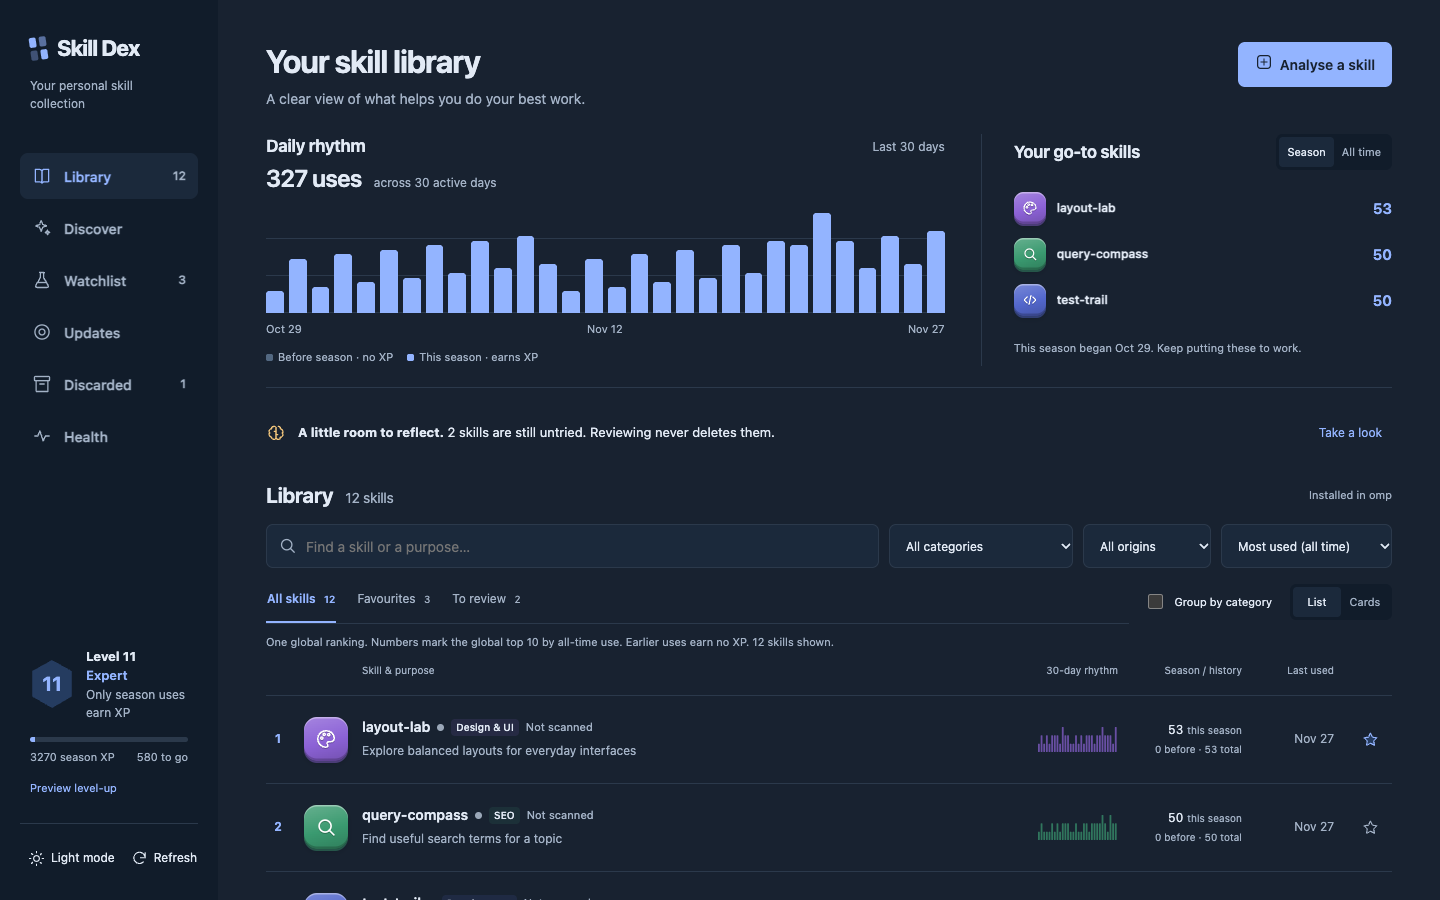 Skill Dex
Your personal skill
collection
Library 12
Discover
Watchlist 3
Updates
Discarded 1
Health
11
Level 11
Expert
Only season uses
earn XP
3270 season XP 580 to go
Preview level-up
Light mode Refresh
Your skill library
A clear view of what helps you do your best work.
Analyse a skill
Daily rhythm Last 30 days
327 uses across 30 active days
Oct 29 Nov 12 Nov 27
Before season · no XP This season · earns XP
Your go-to skills Season All time
layout-lab 53
query-compass 50
test-trail 50
This season began Oct 29. Keep putting these to work.
A little room to reflect. 2 skills are still untried. Reviewing never deletes them. Take a look
Library 12 skills Installed in omp
Find a skill or a purpose... All categories All origins Most used (all time)
All skills 12 Favourites 3 To review 2 Group by category List Cards
One global ranking. Numbers mark the global top 10 by all-time use. Earlier uses earn no XP. 12 skills shown.
Skill & purpose 30-day rhythm Season / history Last used
1 layout-lab Design & UI Not scanned 53 this season
Explore balanced layouts for everyday interfaces 0 before · 53 total Nov 27
2 query-compass SEO Not scanned 50 this season
Find useful search terms for a topic 0 before · 50 total Nov 27